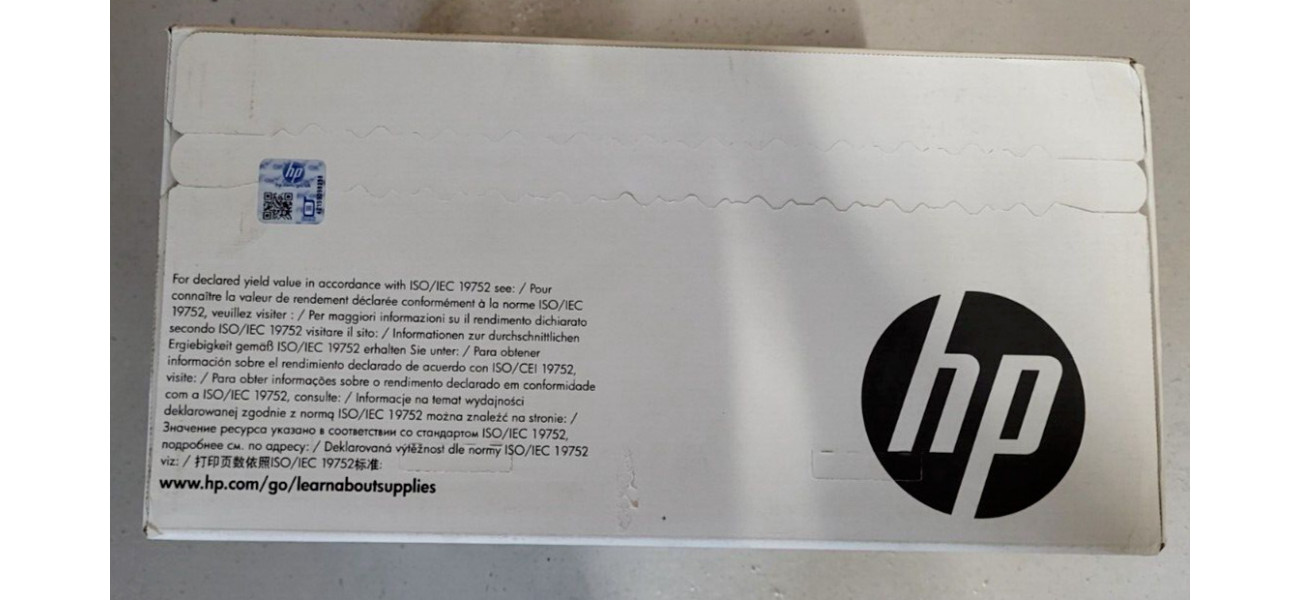 hp
For declared yield value in accordance with ISO/IEC 19752 see: / Pour
connaître la valeur de rendement déclarée conformément à la norme ISO/IEC
19752, veuillez visiter : / Per maggiori informazioni su il rendimento dichiarato
secondo ISO/IEC 19752 visitare il sito: / Informationen zur durchschnittlichen
Ergiebigkeit gemäß ISO/IEC 19752 erhalten Sie unter: / Para obtener
información sobre el rendimiento declarado de acuerdo con ISO/CEI 19752,
visite: / Para obter informações sobre o rendimento declarado em conformidade
com a ISO/IEC 19752, consulte: / Informacje na temat wydajności
deklarowanej zgodnie z normą ISO/IEC 19752 można znaleźć na stronie: /
Значение ресурса указано в соответствии со стандартом ISO/IEC 19752,
подробнее см. по адресу: / Deklarovaná výtěžnost dle normy ISO/IEC 19752
viz: / 打印页数依照ISO/IEC 19752标准:
www.hp.com/go/learnaboutsupplies
hp